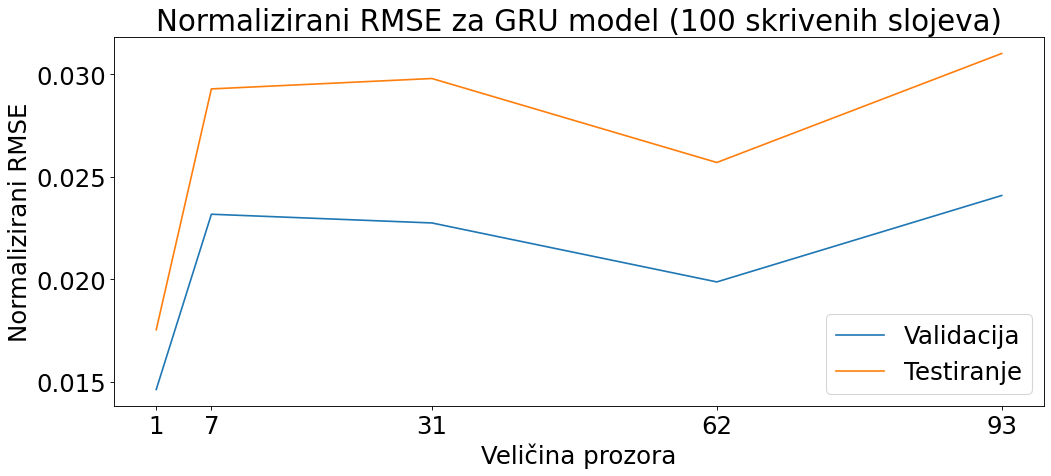 Normalizirani RMSE za GRU model (100 skrivenih slojeva)
Normalizirani RMSE
0.030
0.025
0.020
0.015
Validacija
Testiranje
1 7 31 62 93
Veličina prozora